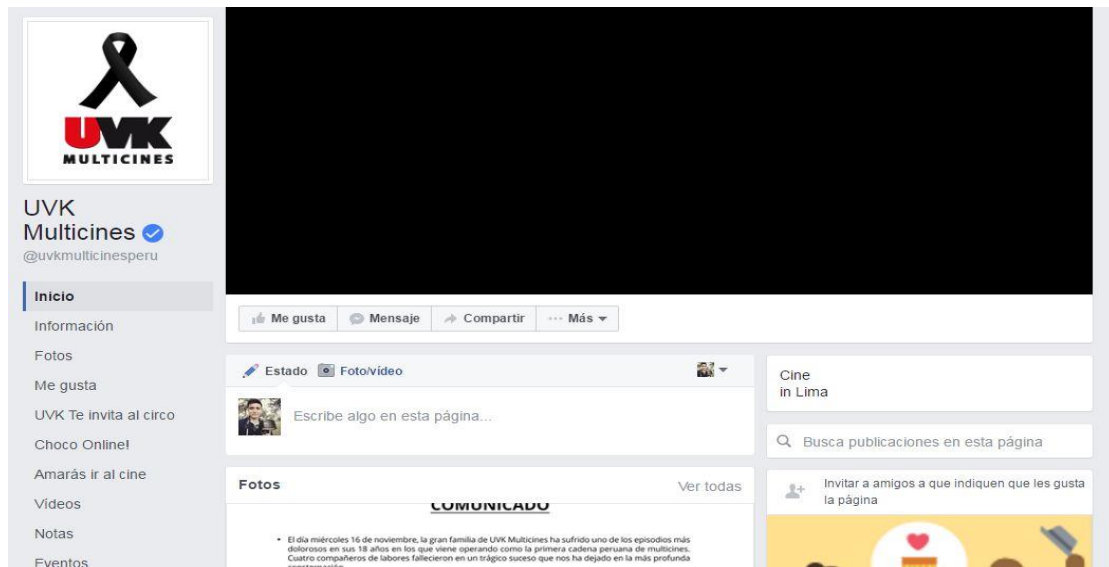 UVK
MULTICINES
UVK
Multicines
@uvkmulticinesperu
Inicio
Información
Fotos
Me gusta
UVK Te invita al circo
Choco Online!
Amarás ir al cine
Vídeos
Notas
Eventos
Me gusta
Mensaje
Compartir
Más
Estado
Foto/vídeo
Escribe algo en esta página...
Fotos
Ver todas
COMUNICADO
El día miércoles 16 de noviembre, la gran familia de UVK Multicines ha sufrido uno de los episodios más
dolorosos en sus 18 años en los que viene operando como la primera cadena peruana de multicines.
Cuatro compañeros de labores fallecieron en un trágico suceso que nos ha dejado en la más profunda
consternación
Cine
in Lima
Busca publicaciones en esta página
Invitar a amigos a que indiquen que les gusta
la página